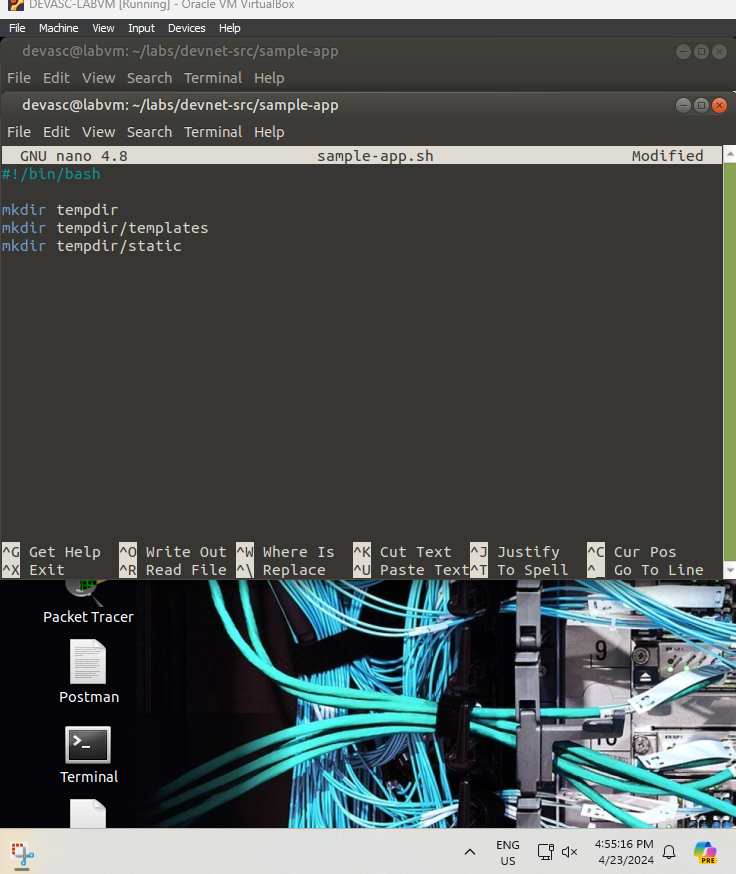 DEVASC-LABVM [Running] - Oracle VM VirtualBox
File Machine View Input Devices Help
devasc@labvm: ~/labs/devnet-src/sample-app
File Edit View Search Terminal Help
devasc@labvm: ~/labs/devnet-src/sample-app
File Edit View Search Terminal Help
GNU nano 4.8 sample-app.sh Modified
#!/bin/bash
mkdir tempdir
mkdir tempdir/templates
mkdir tempdir/static
^G Get Help ^O Write Out ^W Where Is ^K Cut Text ^J Justify ^C Cur Pos
^X Exit ^R Read File ^\ Replace ^U Paste Text ^T To Spell ^_ Go To Line
Packet Tracer
9
Postman
10
Terminal
ENG
US
4:55:16 PM
4/23/2024
PRE